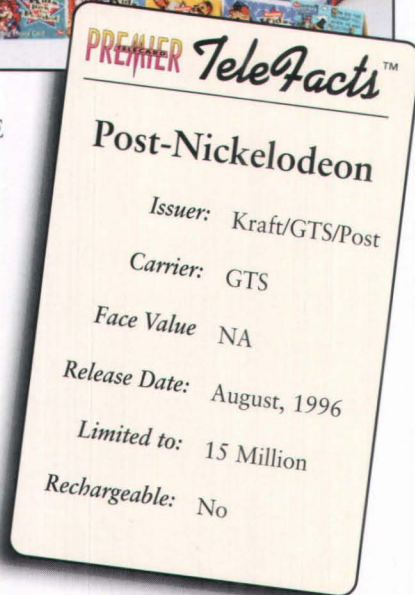 PREMIER TeleFacts™
TELECARD
Post-Nickelodeon
Issuer: Kraft/GTS/Post
Carrier: GTS
Face Value NA
Release Date: August, 1996
Limited to: 15 Million
Rechargeable: No